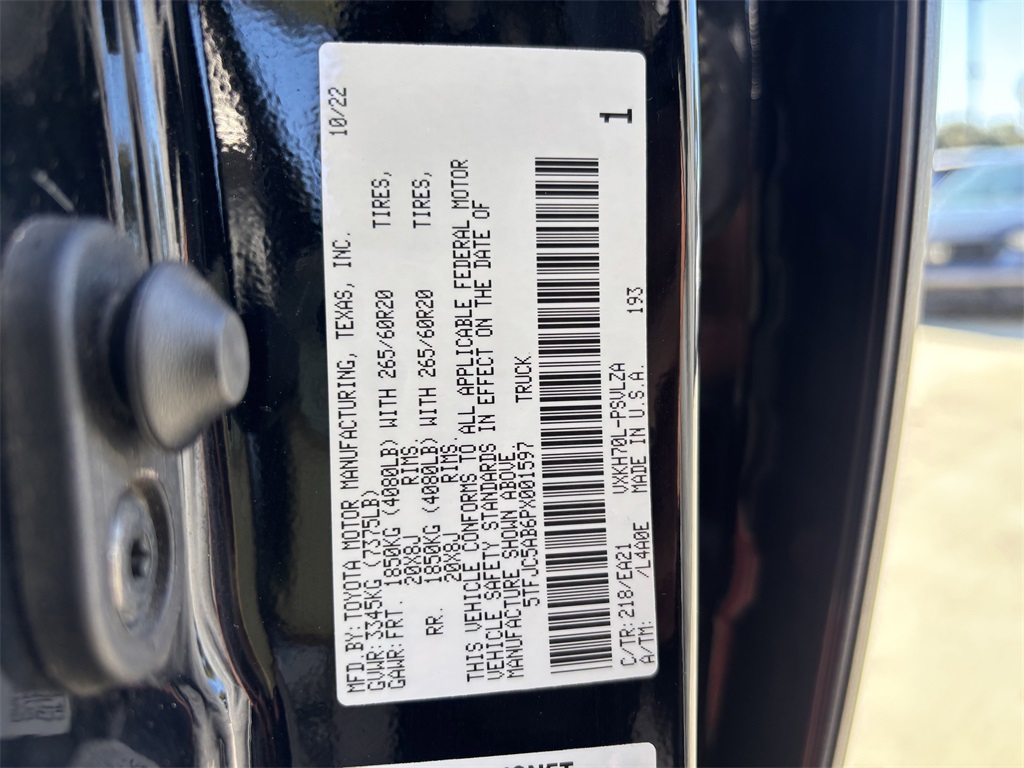 MFD.BY:TOYOTA MOTOR MANUFACTURING, TEXAS, INC. 10/22
GVWR:3345KG (7375LB)
GAWR:FRT. 1850KG (4080LB) WITH 265/60R20 TIRES,
20X8J RIMS.
RR. 1850KG (4080LB) WITH 265/60R20 TIRES,
20X8J RIMS.
THIS VEHICLE CONFORMS TO ALL APPLICABLE FEDERAL MOTOR
VEHICLE SAFETY STANDARDS IN EFFECT ON THE DATE OF
MANUFACTURE SHOWN ABOVE.
5TFJC5AB6PX001597 TRUCK
1
C/TR:218/EA21 VXKH70L-PSVLZA
A/TM: /L4A0E MADE IN U.S.A. 193